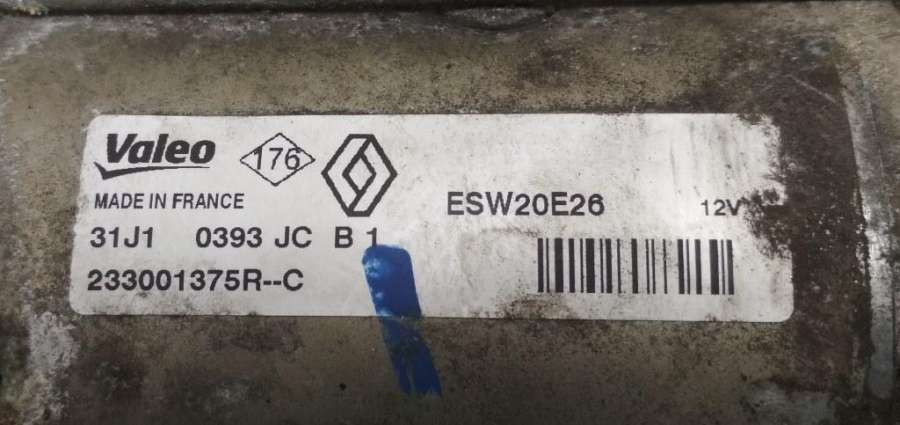 Valeo 176 ESW20E26 12V
MADE IN FRANCE
31J1 0393 JC B 1
233001375R--C